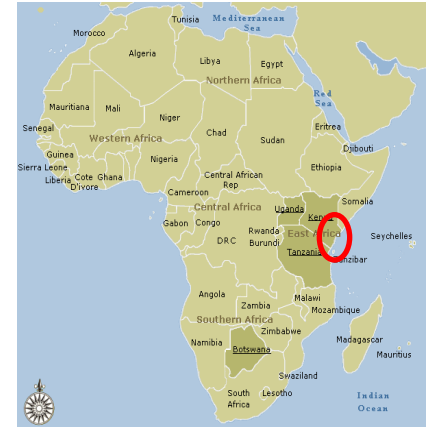 Tunisia
Mediterranean
Sea
Morocco
Algeria
Libya
Egypt
Northern Africa
Red
Sea
Mauritiana
Mali
Niger
Chad
Sudan
Eritrea
Senegal
Western Africa
Djibouti
Guinea
Nigeria
Ethiopia
Sierra Leone
Liberia
Cote
D'ivore
Ghana
Central African
Rep
Cameroon
Central Africa
Uganda
Kenya
Somalia
Gabon
Congo
DRC
Rwanda
Burundi
East Africa
Seychelles
Tanzania
Zanzibar
Angola
Malawi
Zambia
Mozambique
Southern Africa
Zimbabwe
Namibia
Botswana
Madagascar
Mauritius
Swaziland
South
Africa
Lesotho
Indian
Ocean